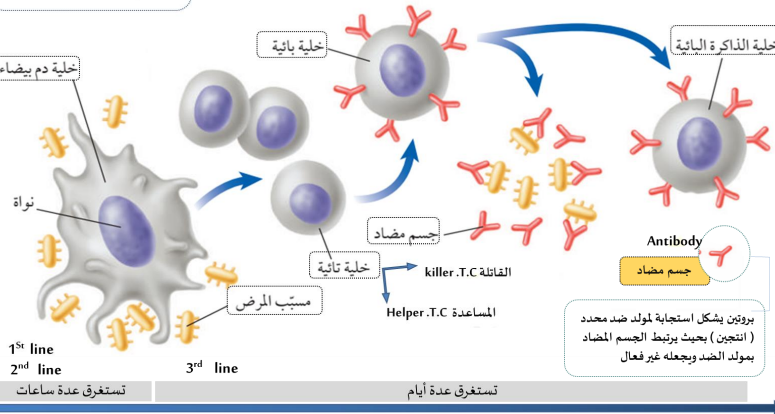 خلية دم بيضاء
نواة
خلية بائية
خلية الذاكرة البائية
خلية تائية
جسم مضاد
مسبّب المرض
القاتلة killer .T.C
المساعدة Helper .T.C
Antibody
جسم مضاد
بروتين يشكل استجابة لمولد ضد محدد
( انتجين ) بحيث يرتبط الجسم المضاد
بمولد الضد ويجعله غير فعال
1St line
2nd line
3rd line
تستغرق عدة ساعات
تستغرق عدة أيام